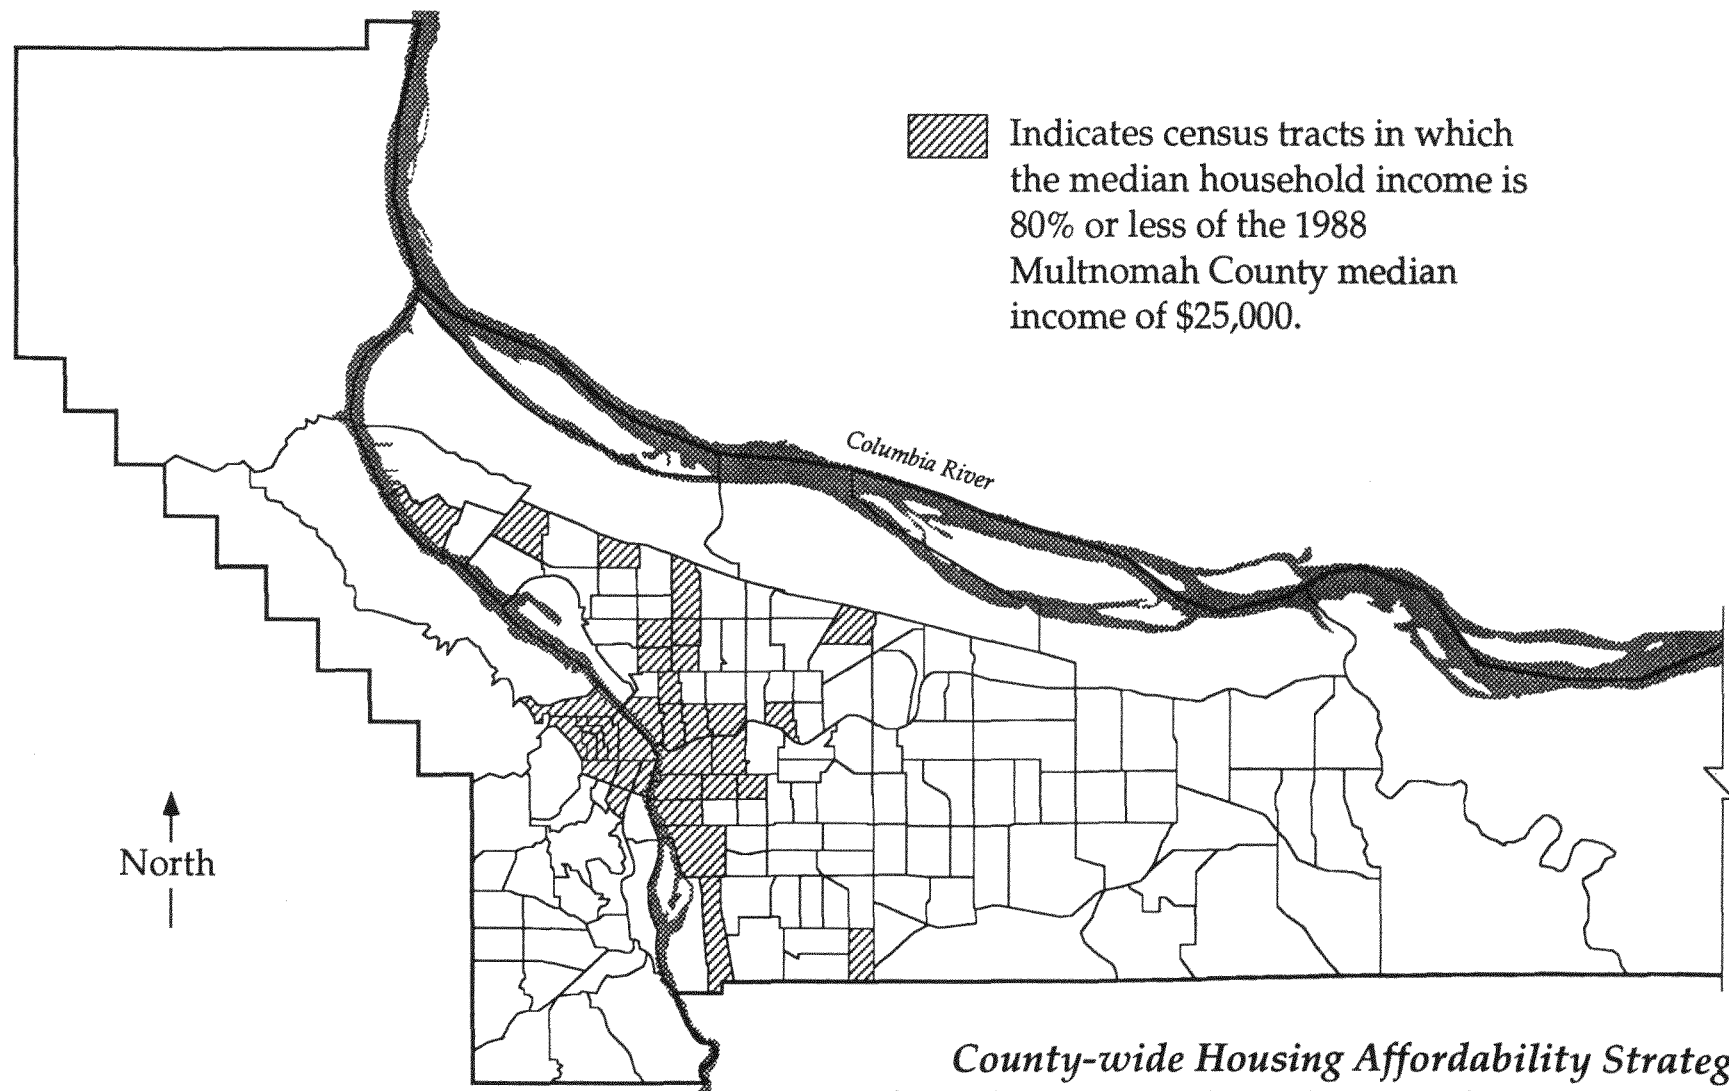 Indicates census tracts in which
the median household income is
80% or less of the 1988
Multnomah County median
income of $25,000.
Columbia River
North
County-wide Housing Affordability Strateg